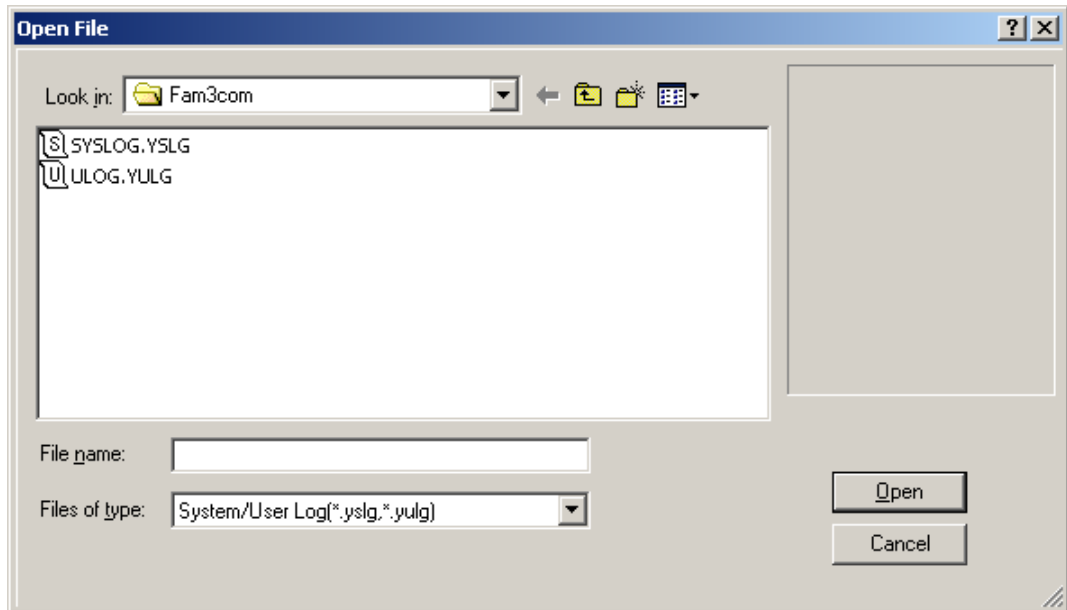 Open File
Look in: Fam3com
S SYSLOG.YSLG
U ULOG.YULG
File name:
Files of type: System/User Log(*.yslg,*.yulg)
Open
Cancel